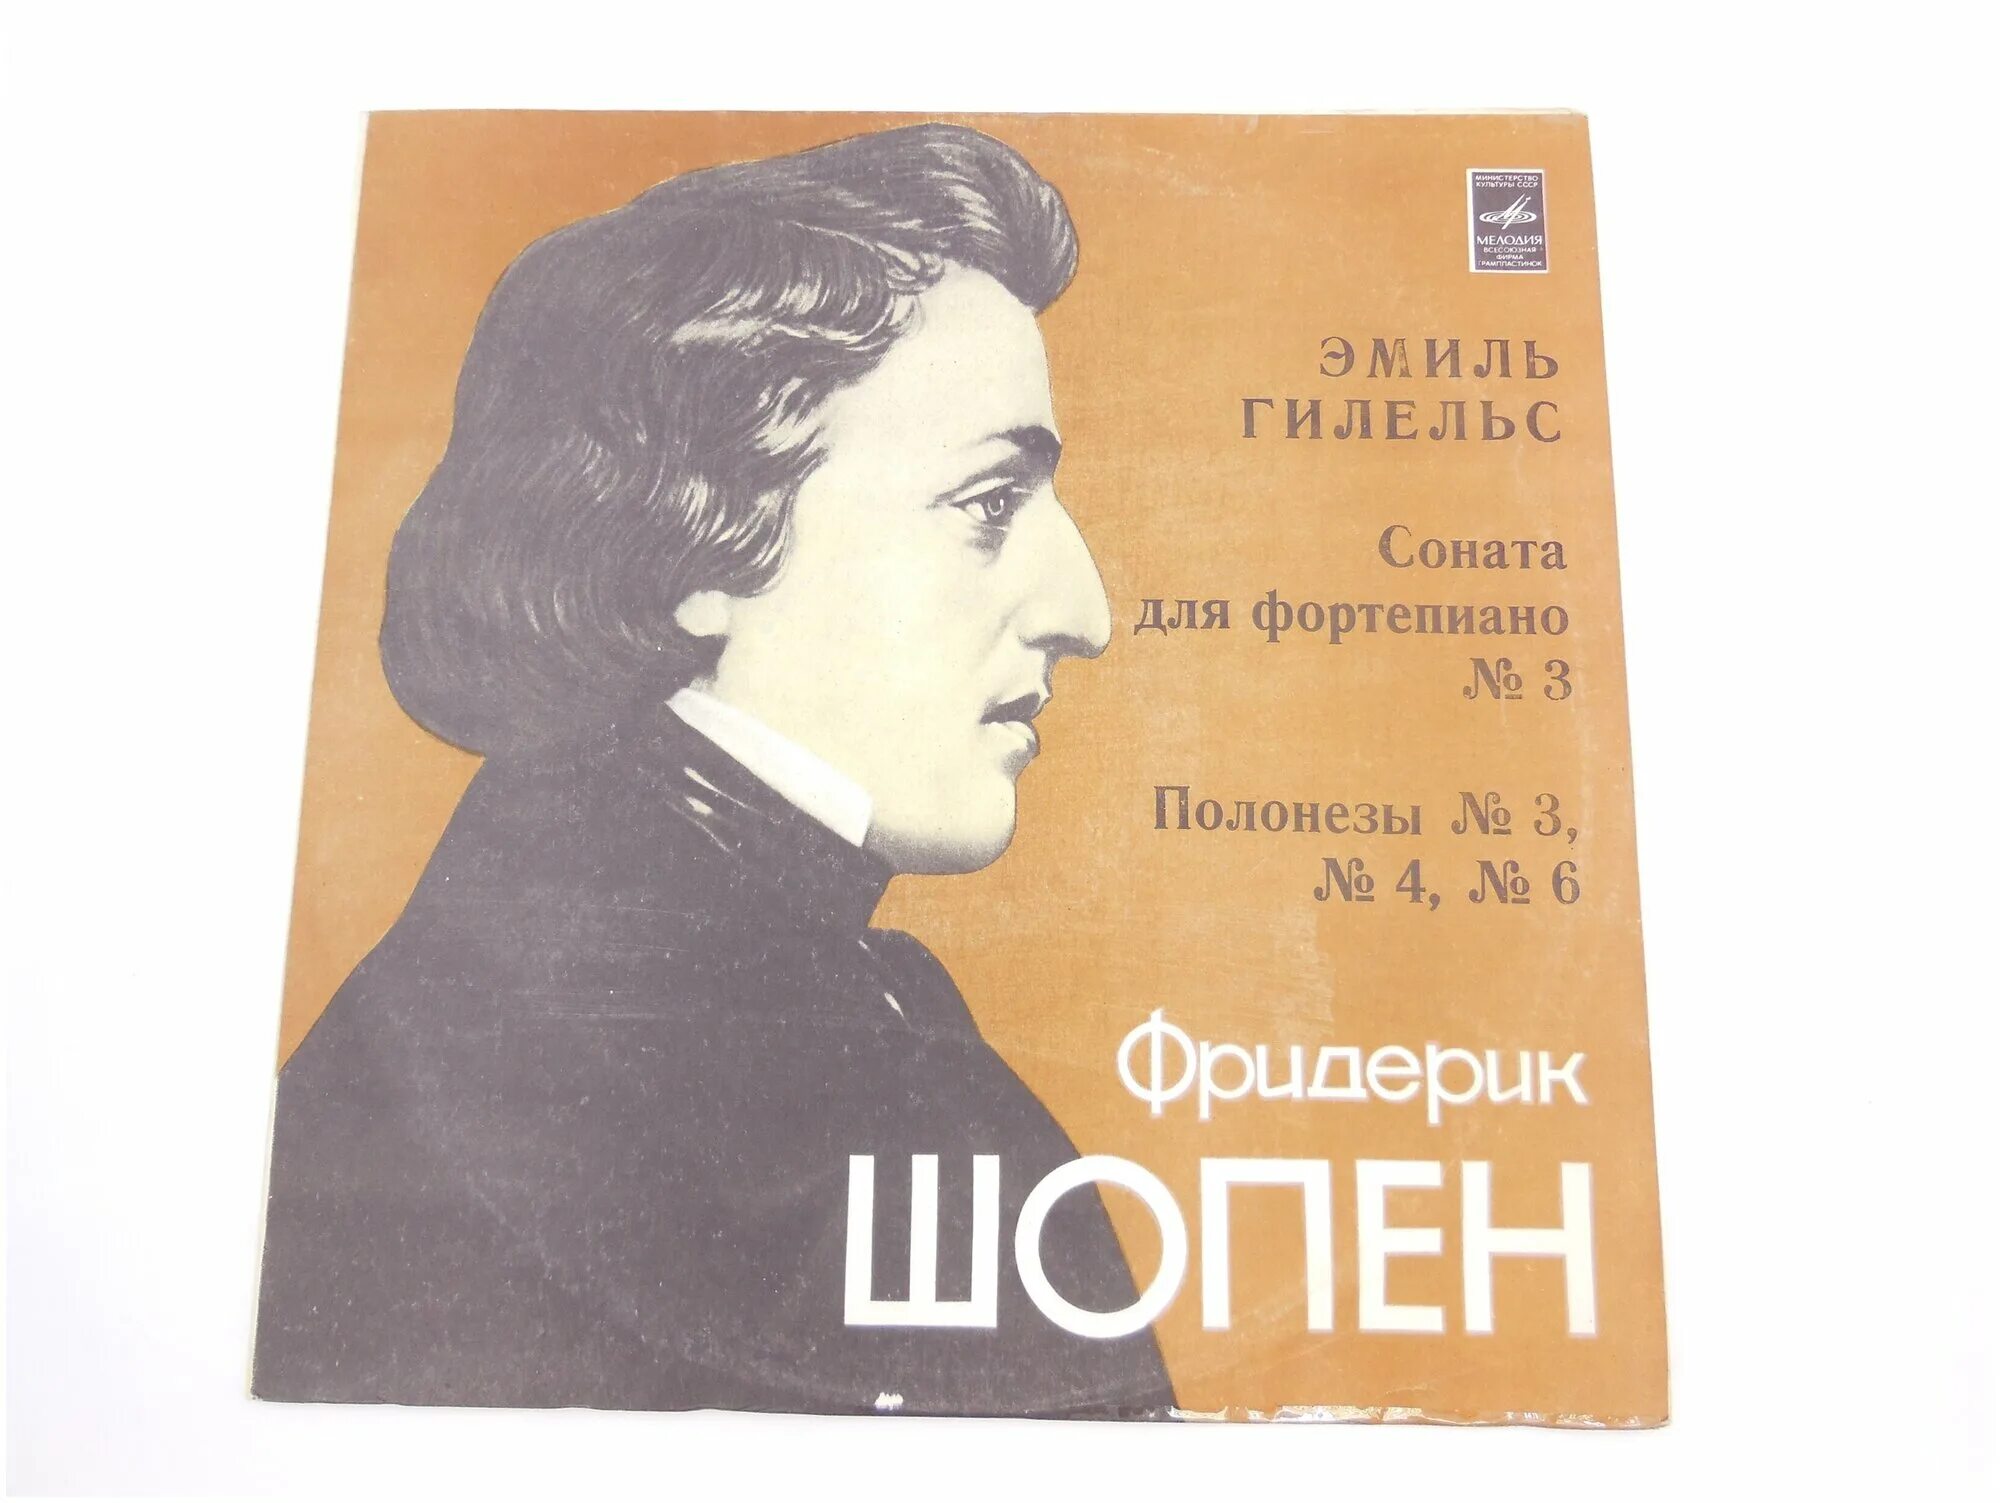 МИНИСТЕРСТВО
КУЛЬТУРЫ СССР
МЕЛОДИЯ
ВСЕСОЮЗНАЯ
ФИРМА
ГРАМПЛАСТИНОК
ЭМИЛЬ
ГИЛЕЛЬС
Соната
для фортепиано
№ 3
Полонезы № 3,
№ 4, № 6
Фридерик
ШОПЕН